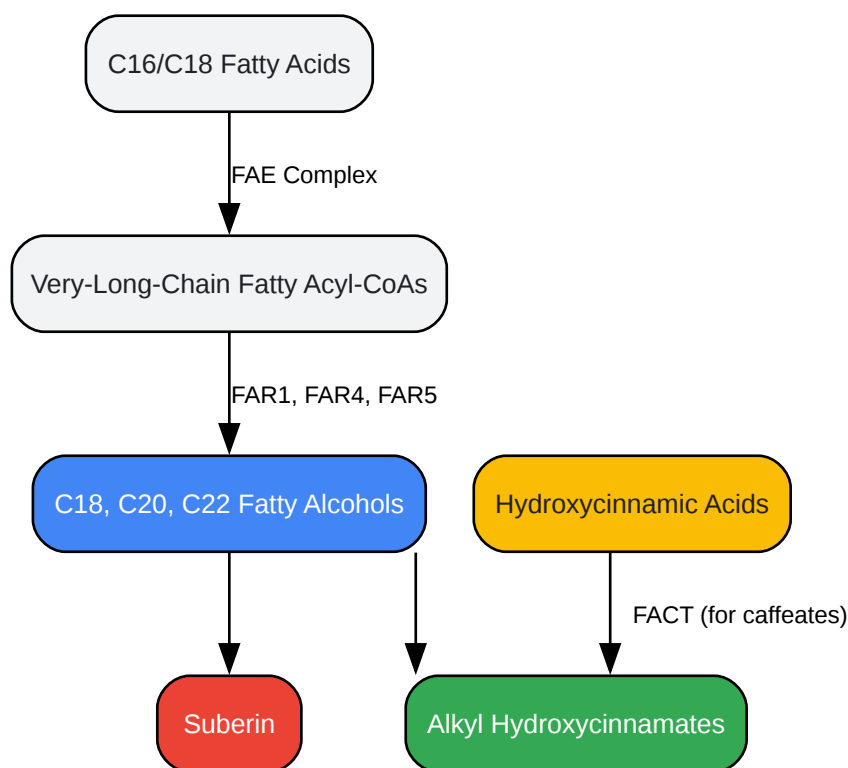 C16/C18 Fatty Acids
FAE Complex
Very-Long-Chain Fatty Acyl-CoAs
FAR1, FAR4, FAR5
C18, C20, C22 Fatty Alcohols
Hydroxycinnamic Acids
FACT (for caffeates)
Suberin
Alkyl Hydroxycinnamates